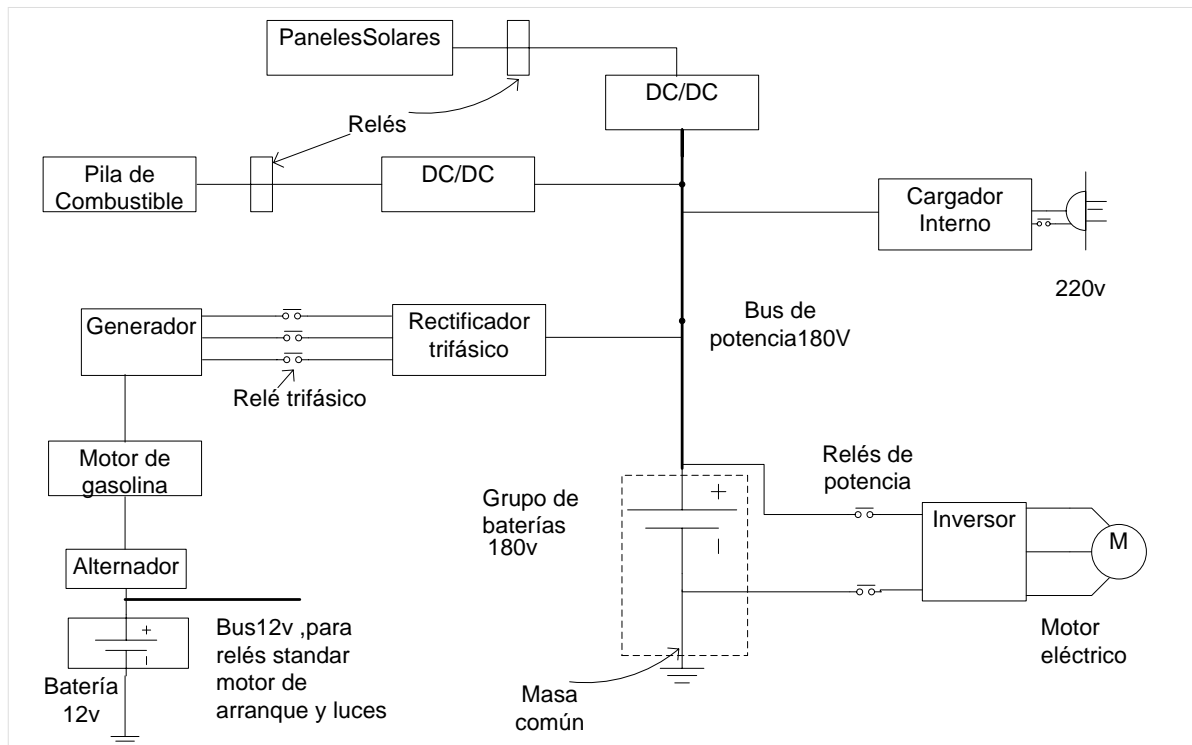 PanelesSolares
DC/DC
Relés
Pila de
Combustible
DC/DC
Cargador
Interno
220v
Generador
Rectificador
trifásico
Bus de
potencia180V
Relé trifásico
Motor de
gasolina
Relés de
potencia
Grupo de
baterías
180v
+
Inversor
M
Alternador
Bus12v ,para
relés standar
motor de
arranque y luces
+
Batería
12v
Motor
eléctrico
Masa
común